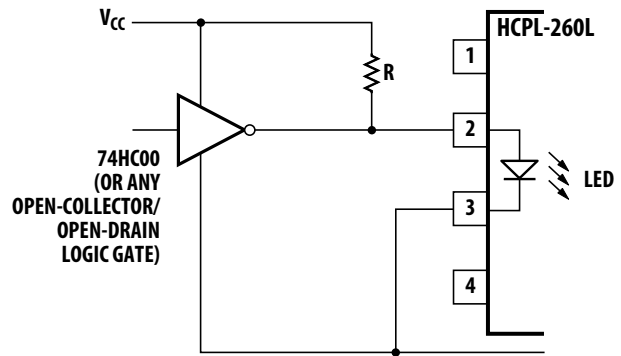 VCC
HCPL-260L
1
R
2
74HC00
(OR ANY
OPEN-COLLECTOR/
OPEN-DRAIN
LOGIC GATE)
LED
3
4